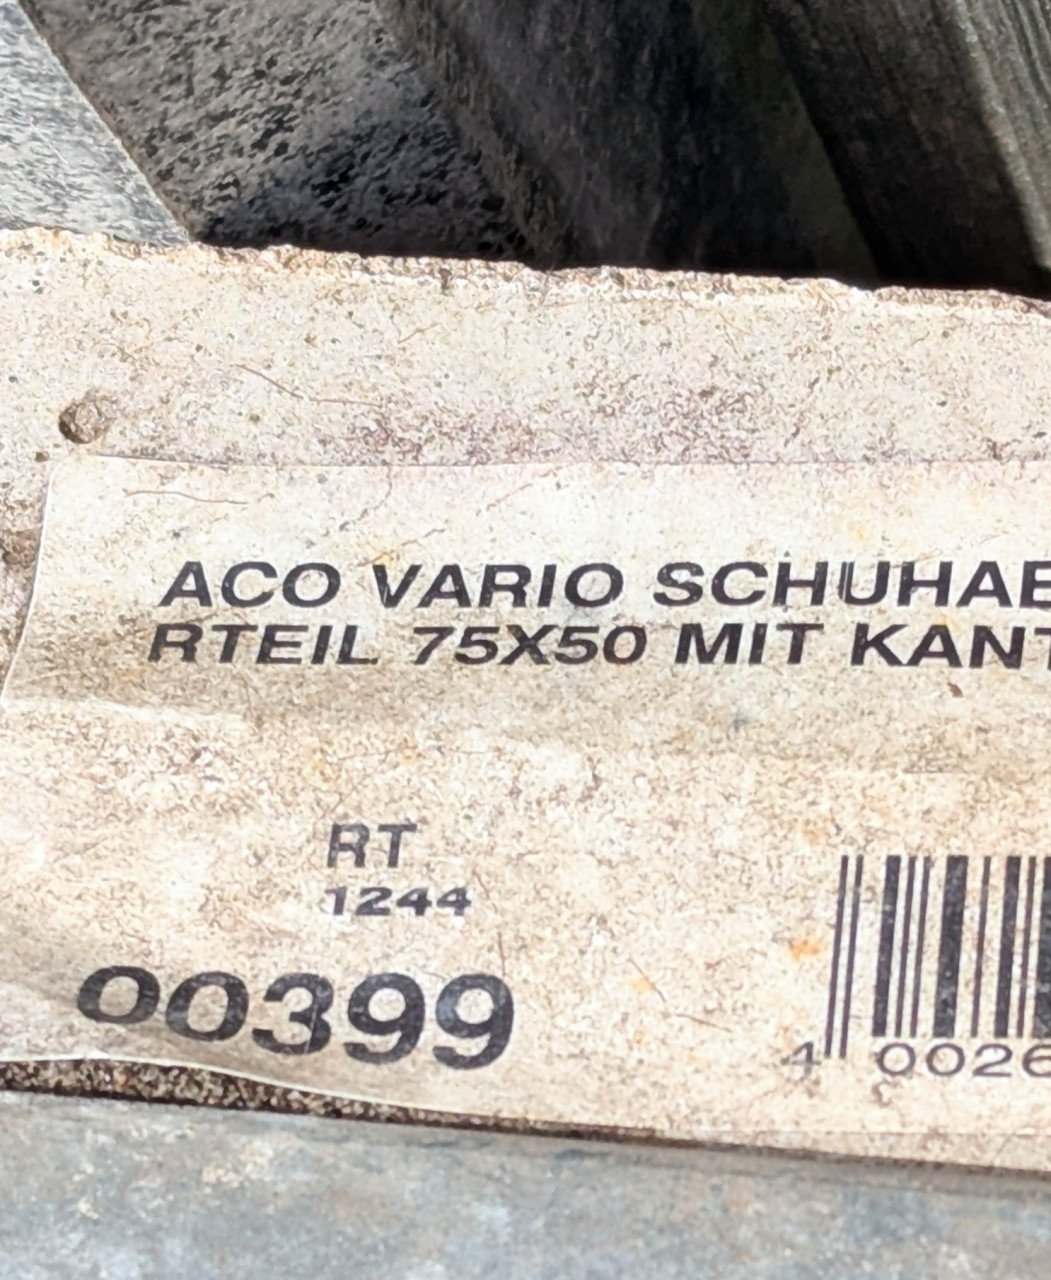 ACO VARIO SCHUHAB
RTEIL 75X50 MIT KANT
RT
1244
00399
4 0026